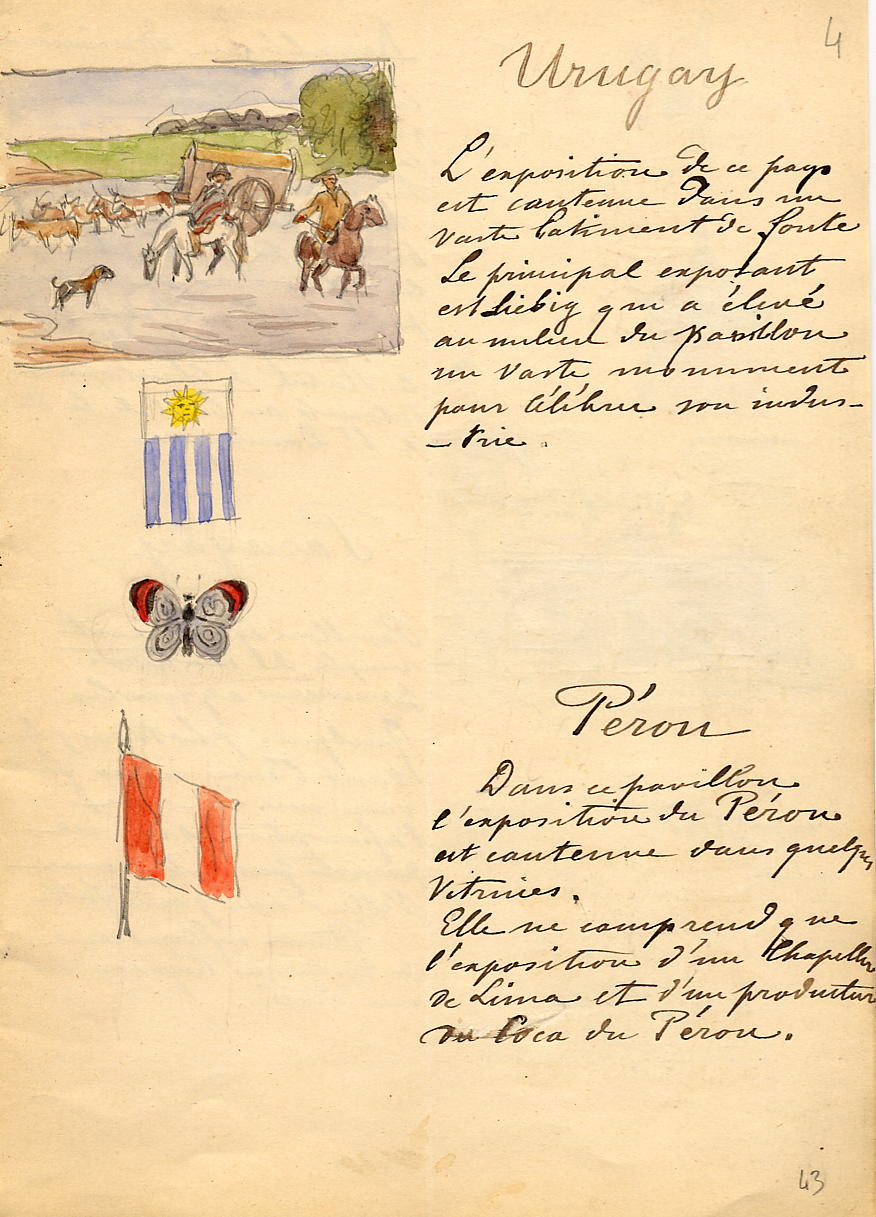 4
Urugay
L'exposition de ce pays
est contenue dans un
vaste batiment de fonte
Le principal exposant
est Liebig qui a élevé
au milieu du pavillon
un vaste monument
pour célébrer son indus-
-trie.
Pérou
Dans ce pavillon
l'exposition du Pérou
est contenue dans quelques
vitrines.
Elle ne comprend que
l'exposition d'un Chapelier
de Lima et d'un producteur
du Coca du Pérou.
43